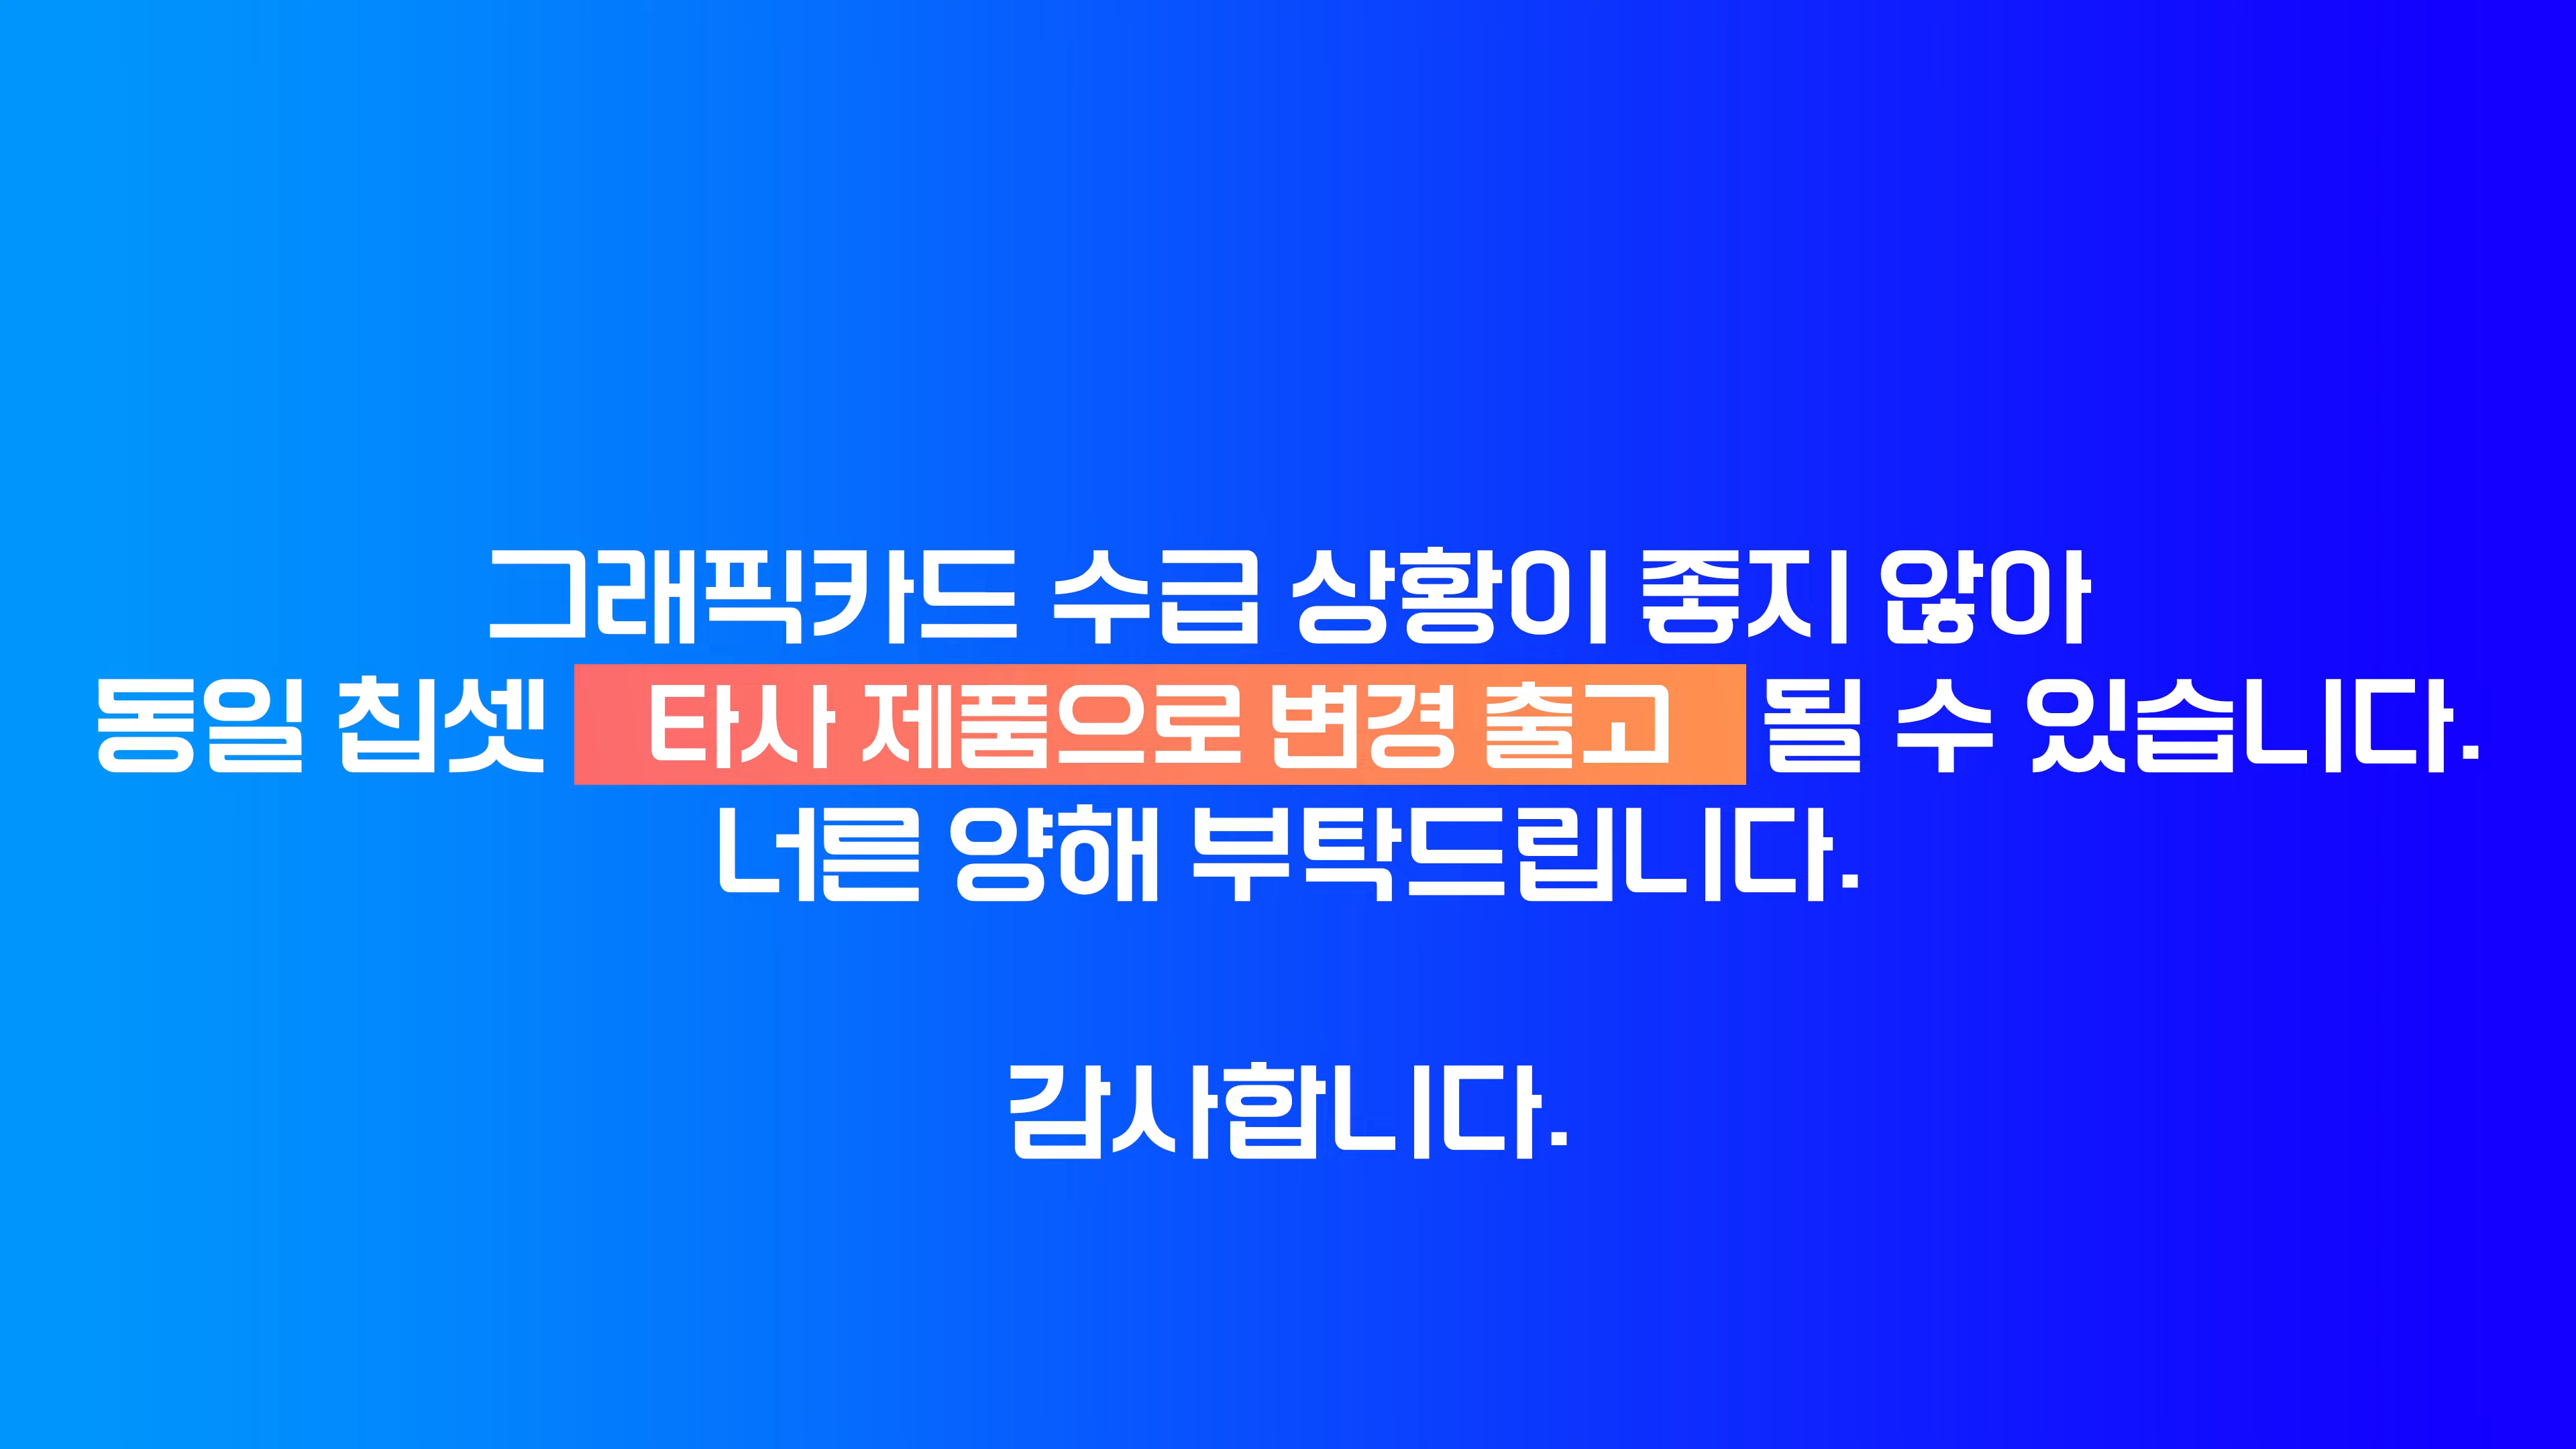 그래픽카드 수급 상황이 좋지 않아
동일 칩셋 타사 제품으로 변경 출고 될 수 있습니다.
너른 양해 부탁드립니다.
감사합니다.